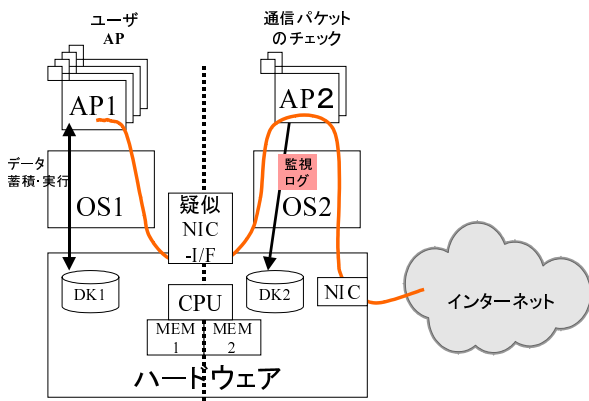 ユーザ
AP
通信パケット
のチェック
AP1
AP2
データ
蓄積・実行
監視
ログ
OS1
OS2
疑似
NIC
-I/F
DK1
CPU
DK2
NIC
インターネット
MEM
1
MEM
2
ハードウェア